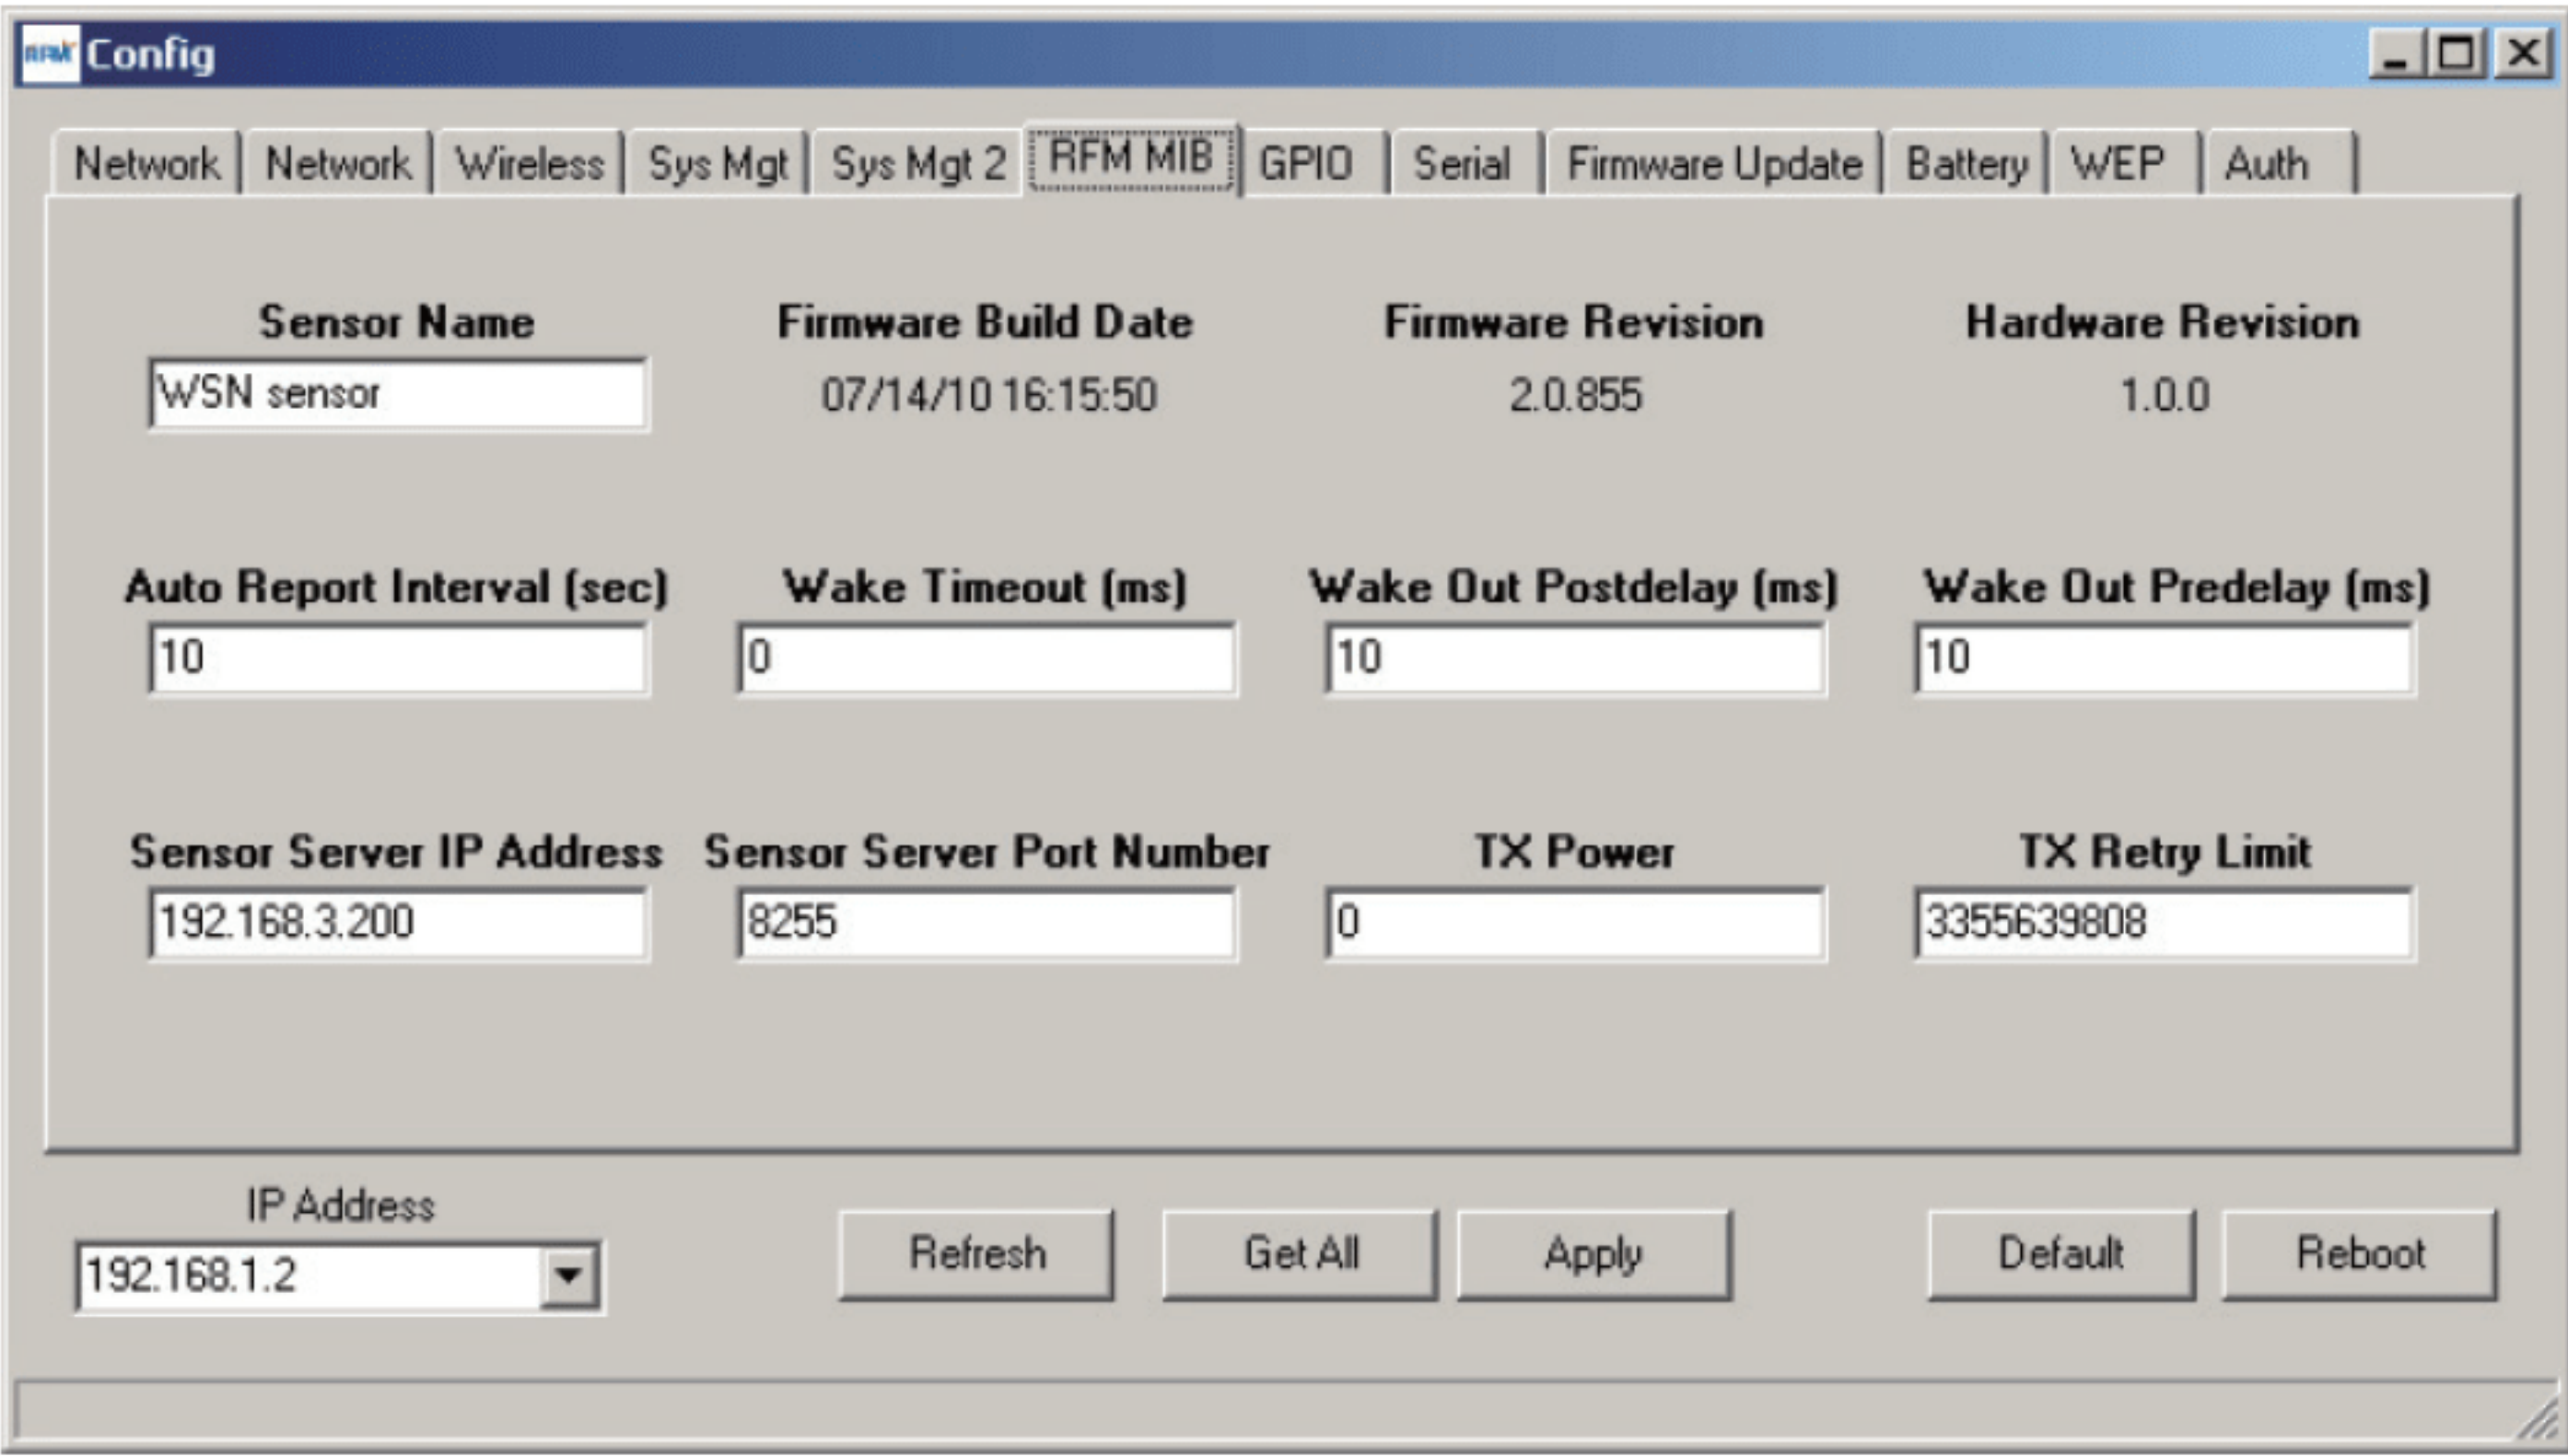 RFM Config
Network Network Wireless Sys Mgt Sys Mgt 2 RFM MIB GPIO Serial Firmware Update Battery WEP Auth
Sensor Name Firmware Build Date Firmware Revision Hardware Revision
WSN sensor 07/14/10 16:15:50 2.0.855 1.0.0
Auto Report Interval (sec) Wake Timeout (ms) Wake Out Postdelay (ms) Wake Out Predelay (ms)
10 0 10 10
Sensor Server IP Address Sensor Server Port Number TX Power TX Retry Limit
192.168.3.200 8255 0 3355639808
IP Address
192.168.1.2 Refresh Get All Apply Default Reboot